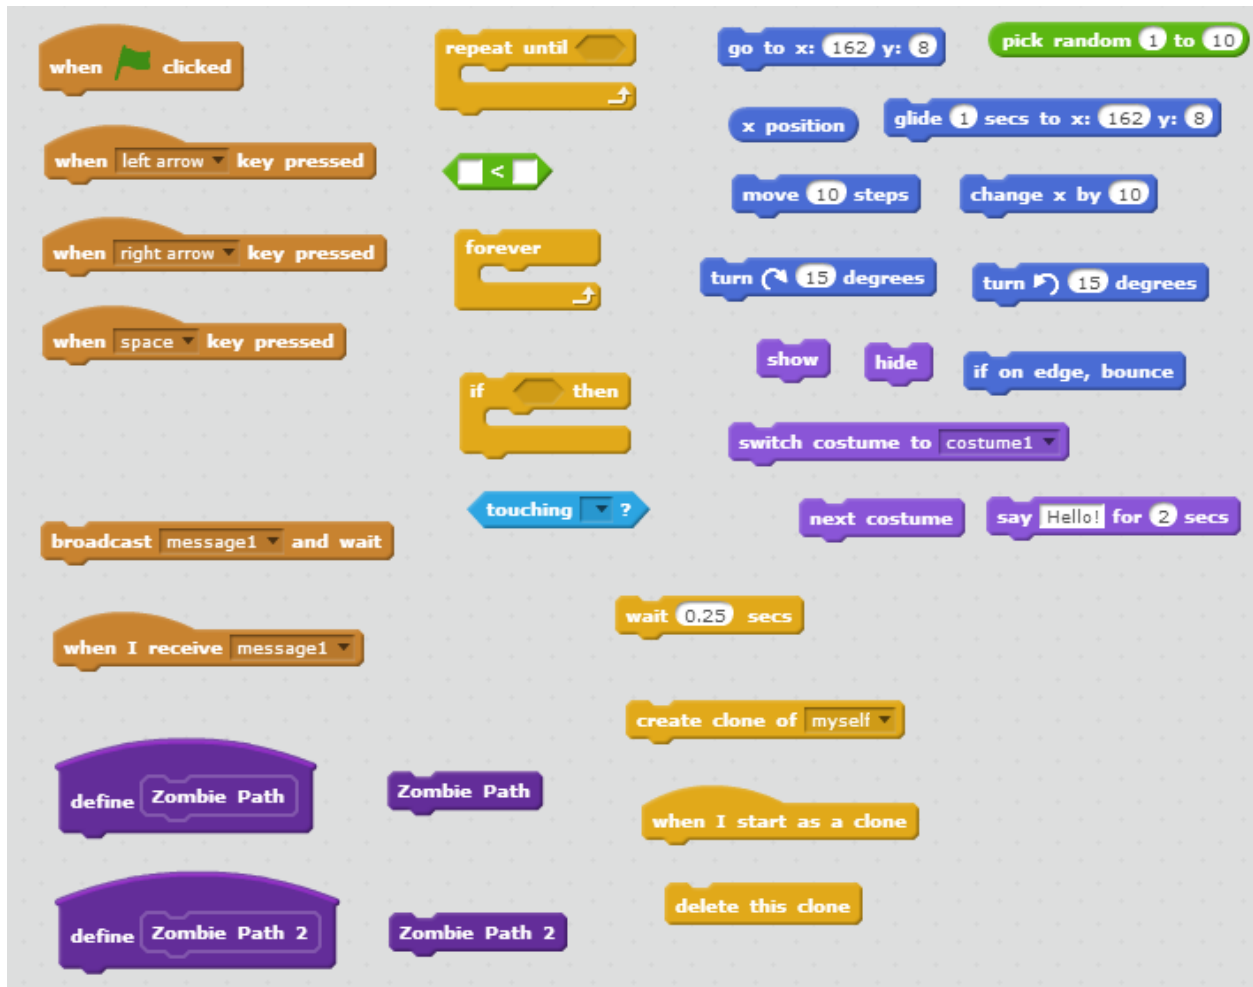 when clicked
when left arrow key pressed
when right arrow key pressed
when space key pressed
broadcast message1 and wait
when I receive message1
define Zombie Path
Zombie Path
define Zombie Path 2
Zombie Path 2
repeat until
<
forever
if then
touching ?
wait 0.25 secs
create clone of myself
when I start as a clone
delete this clone
go to x: 162 y: 8
pick random 1 to 10
x position
glide 1 secs to x: 162 y: 8
move 10 steps
change x by 10
turn 15 degrees
turn 15 degrees
show
hide
if on edge, bounce
switch costume to costume1
next costume
say Hello! for 2 secs